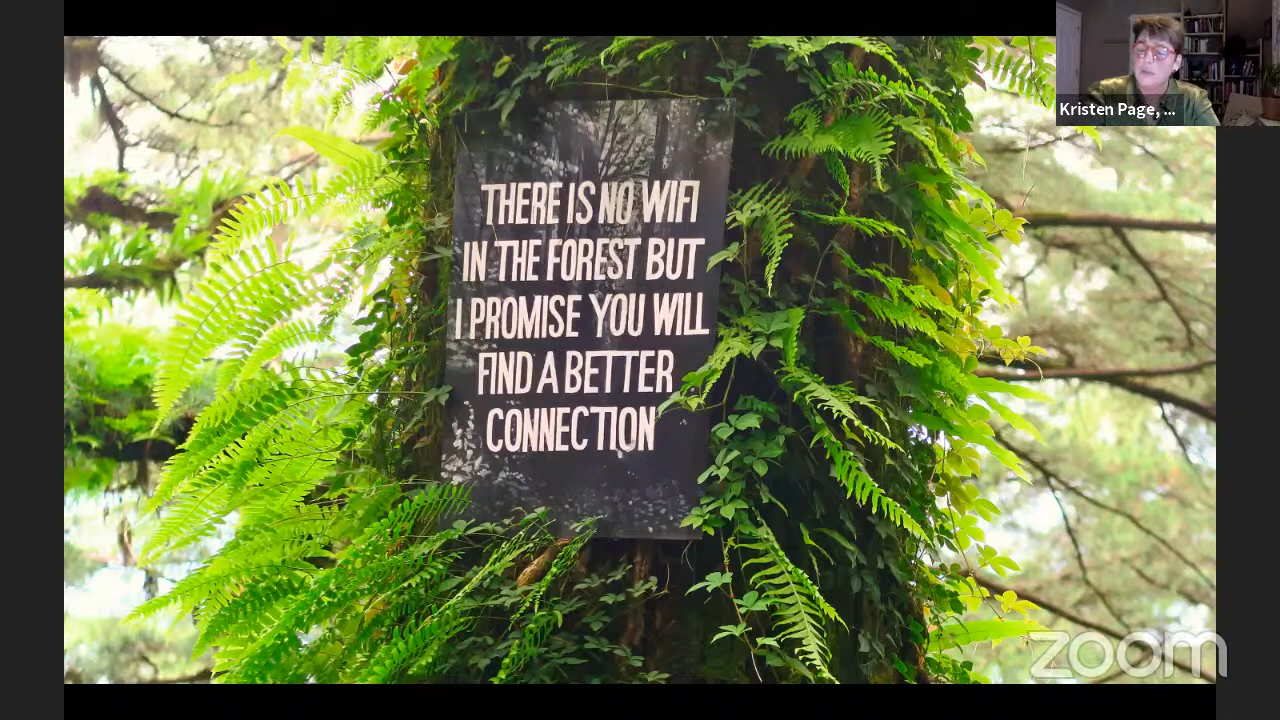 Kristen Page, ...
THERE IS NO WIFI
IN THE FOREST BUT
I PROMISE YOU WILL
FIND A BETTER
CONNECTION
zoom